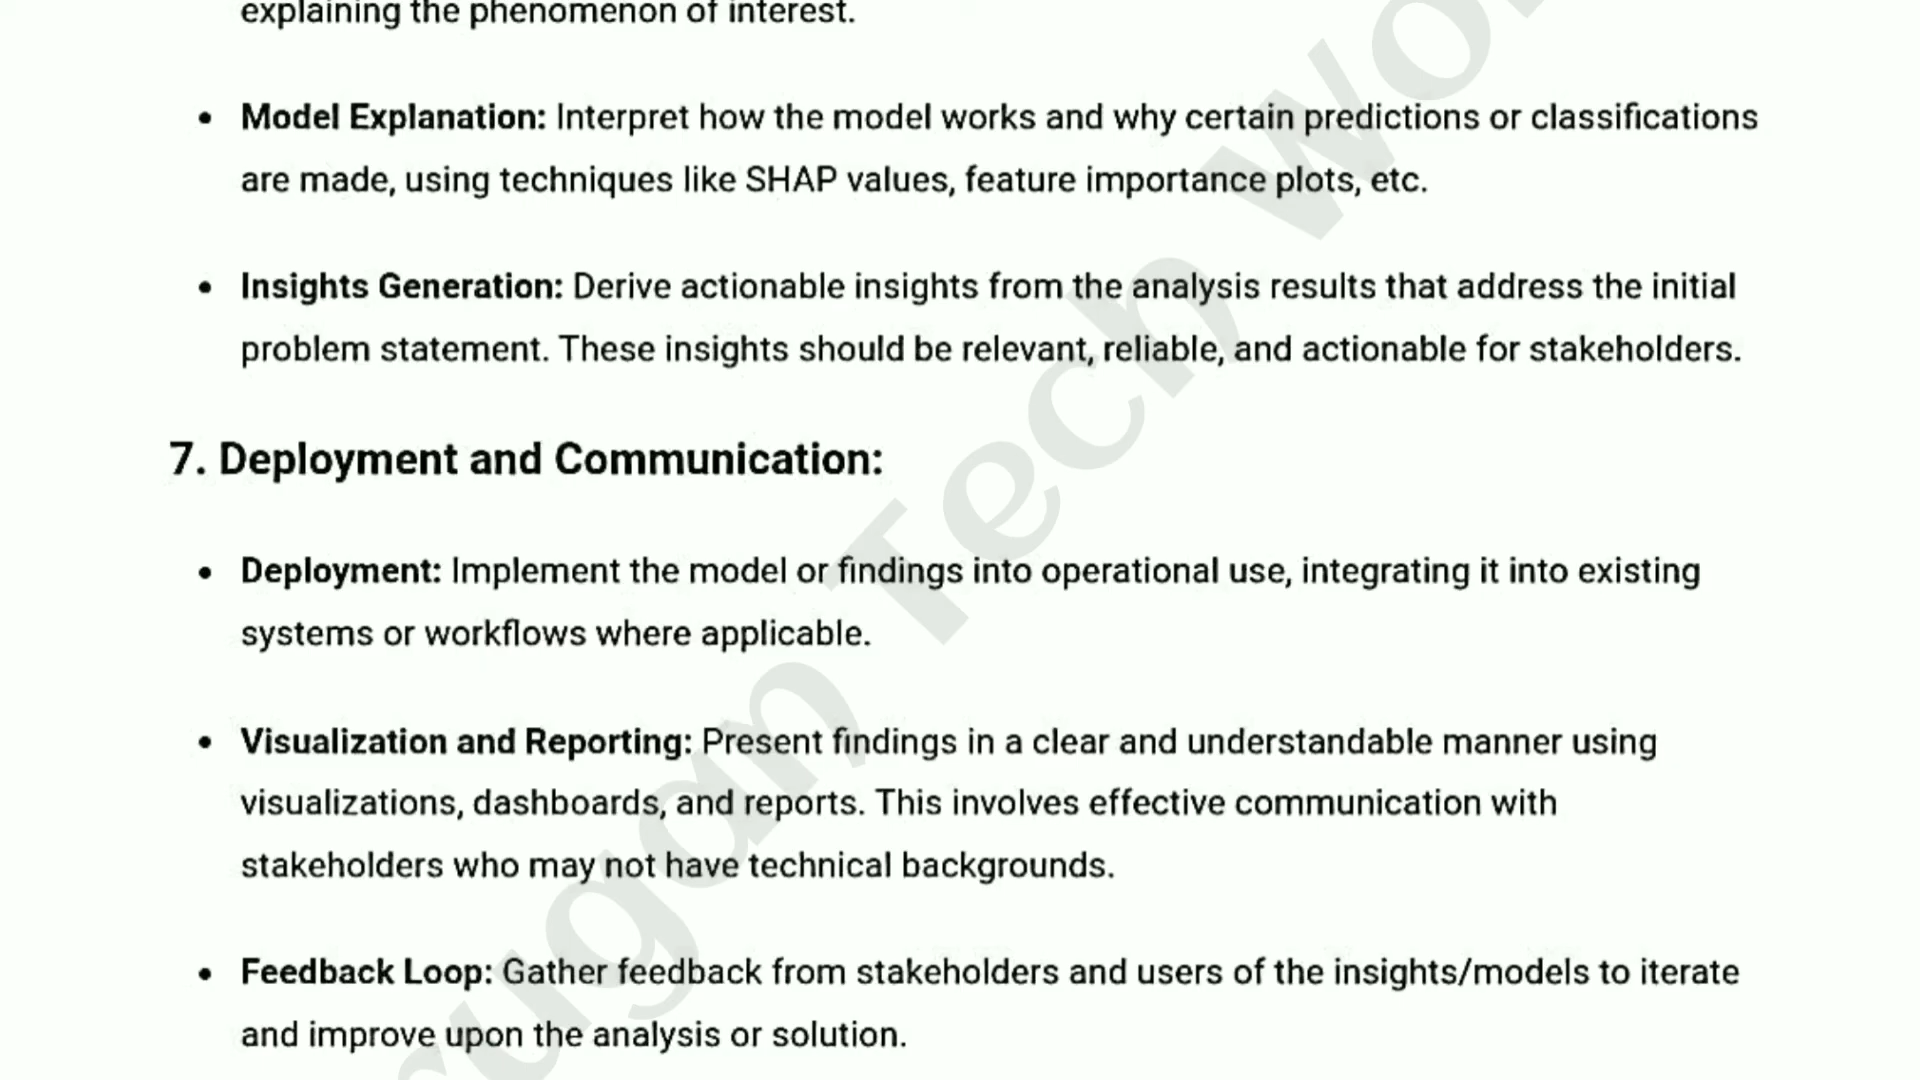 explaining the phenomenon of interest.
• Model Explanation: Interpret how the model works and why certain predictions or classifications
are made, using techniques like SHAP values, feature importance plots, etc.
• Insights Generation: Derive actionable insights from the analysis results that address the initial
problem statement. These insights should be relevant, reliable, and actionable for stakeholders.
7. Deployment and Communication:
• Deployment: Implement the model or findings into operational use, integrating it into existing
systems or workflows where applicable.
• Visualization and Reporting: Present findings in a clear and understandable manner using
visualizations, dashboards, and reports. This involves effective communication with
stakeholders who may not have technical backgrounds.
• Feedback Loop: Gather feedback from stakeholders and users of the insights/models to iterate
and improve upon the analysis or solution.
Tech